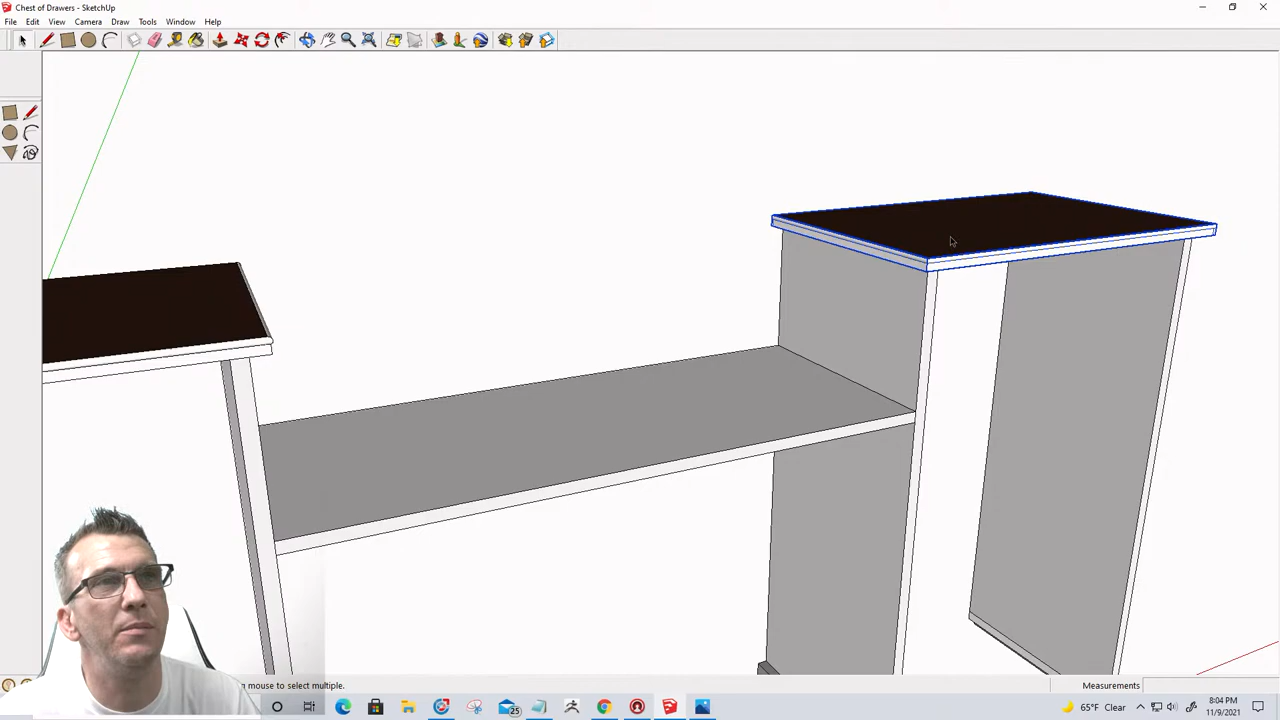 Chest of Drawers - SketchUp
File Edit View Camera Draw Tools Window Help
g mouse to select multiple.
Measurements
25
65°F Clear
8:04 PM
11/9/2021